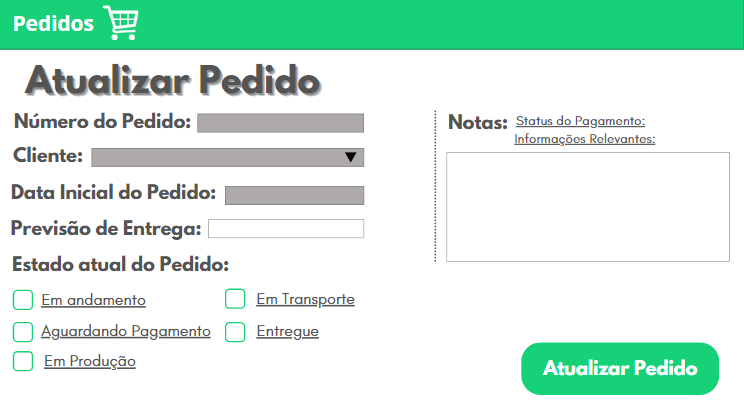 Pedidos
Atualizar Pedido
Número do Pedido:
Cliente:
Data Inicial do Pedido:
Previsão de Entrega:
Estado atual do Pedido:
Em andamento
Em Transporte
Aguardando Pagamento
Entregue
Em Produção
Notas: Status do Pagamento:
Informações Relevantes:
Atualizar Pedido